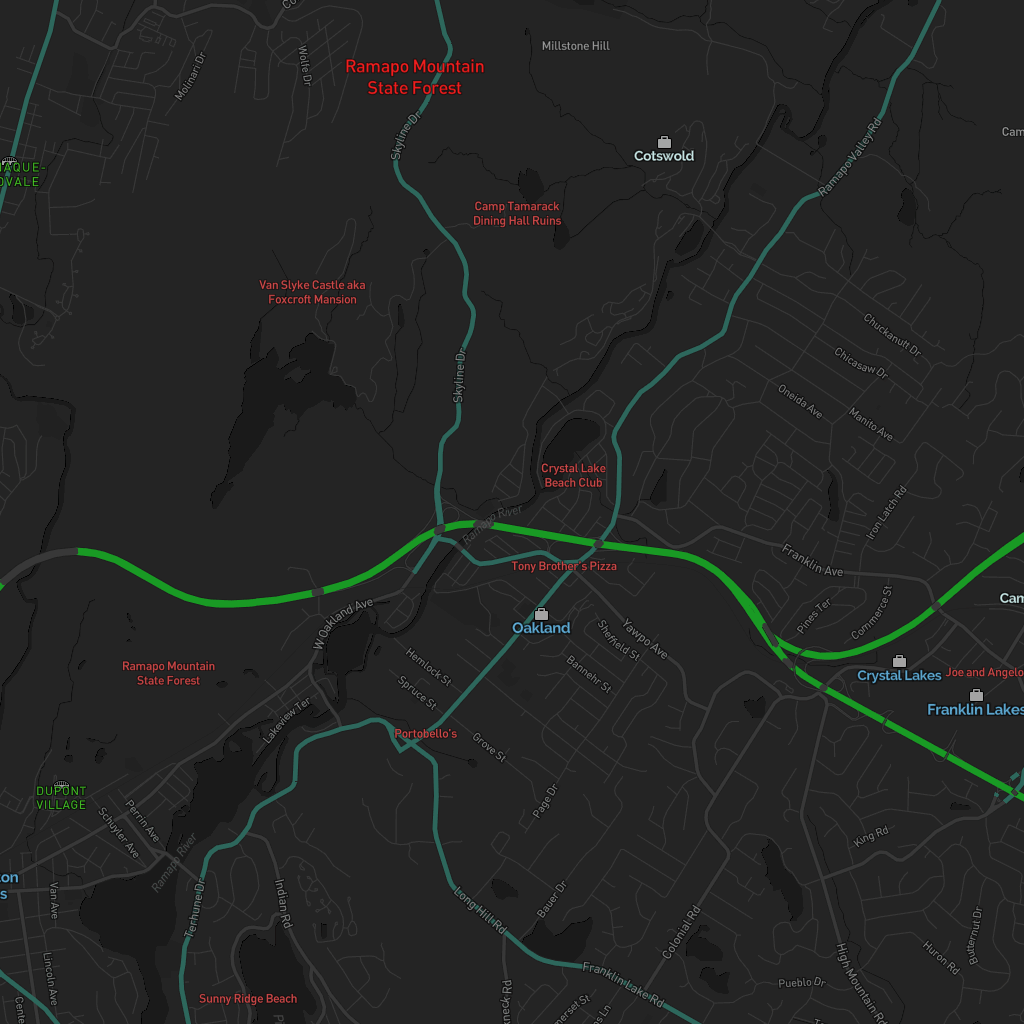 Millstone Hill
Molinari Dr
Wolfe Dr
Ramapo Mountain
State Forest
Skyline Dr
Cotswold
Ramapo Valley Rd
Camp Tamarack
Dining Hall Ruins
Van Slyke Castle aka
Foxcroft Mansion
Chuckanutt Dr
Chicasaw Dr
Skyline Dr
Oneida Ave
Manito Ave
Crystal Lake
Beach Club
Iron Latch Rd
Ramapo River
Franklin Ave
Tony Brother's Pizza
W Oakland Ave
Pines Ter
Commerce St
Oakland
Sheffield St
Yawpo Ave
Ramapo Mountain
State Forest
Hemlock St
Bannehr St
Spruce St
Crystal Lakes
Joe and Angelo
Franklin Lakes
Lakeview Ter
Portobello's
Grove St
DUPONT
VILLAGE
Perrin Ave
Schuyler Ave
Page Dr
King Rd
Ramapo River
Van Ave
Terhune Dr
Indian Rd
Long Hill Rd
Bauer Dr
Colonial Rd
High Mountain Rd
Huron Rd
Butternut Dr
Lincoln Ave
Franklin Lake Rd
Pueblo Dr
Sunny Ridge Beach